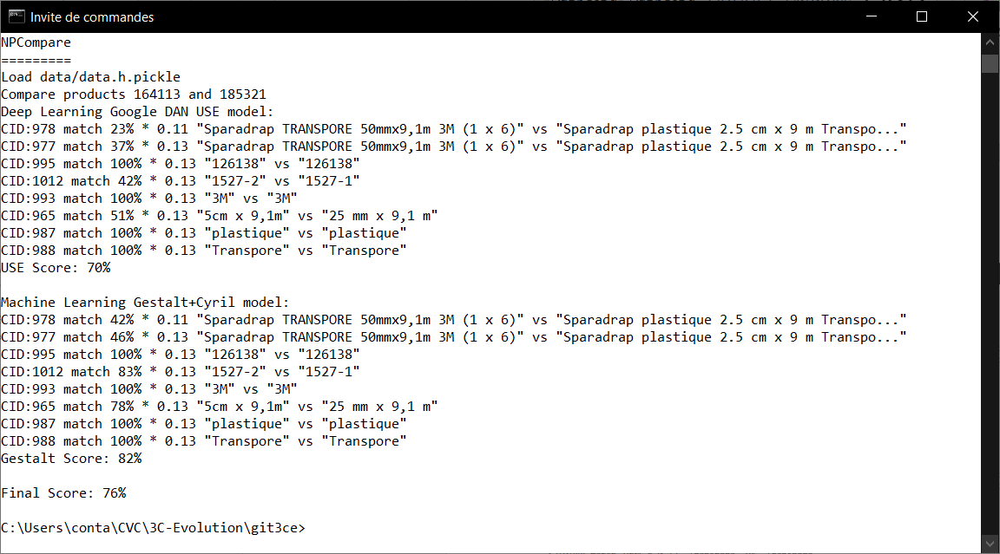 Invite de commandes
NPCompare
=========
Load data/data.h.pickle
Compare products 164113 and 185321
Deep Learning Google DAN USE model:
CID:978 match 23% * 0.11 "Sparadrap TRANSPORE 50mmx9,1m 3M (1 x 6)" vs "Sparadrap plastique 2.5 cm x 9 m Transpo..."
CID:977 match 37% * 0.13 "Sparadrap TRANSPORE 50mmx9,1m 3M (1 x 6)" vs "Sparadrap plastique 2.5 cm x 9 m Transpo..."
CID:995 match 100% * 0.13 "126138" vs "126138"
CID:1012 match 42% * 0.13 "1527-2" vs "1527-1"
CID:993 match 100% * 0.13 "3M" vs "3M"
CID:965 match 51% * 0.13 "5cm x 9,1m" vs "25 mm x 9,1 m"
CID:987 match 100% * 0.13 "plastique" vs "plastique"
CID:988 match 100% * 0.13 "Transpore" vs "Transpore"
USE Score: 70%
Machine Learning Gestalt+Cyril model:
CID:978 match 42% * 0.11 "Sparadrap TRANSPORE 50mmx9,1m 3M (1 x 6)" vs "Sparadrap plastique 2.5 cm x 9 m Transpo..."
CID:977 match 46% * 0.13 "Sparadrap TRANSPORE 50mmx9,1m 3M (1 x 6)" vs "Sparadrap plastique 2.5 cm x 9 m Transpo..."
CID:995 match 100% * 0.13 "126138" vs "126138"
CID:1012 match 83% * 0.13 "1527-2" vs "1527-1"
CID:993 match 100% * 0.13 "3M" vs "3M"
CID:965 match 78% * 0.13 "5cm x 9,1m" vs "25 mm x 9,1 m"
CID:987 match 100% * 0.13 "plastique" vs "plastique"
CID:988 match 100% * 0.13 "Transpore" vs "Transpore"
Gestalt Score: 82%
Final Score: 76%
C:\Users\conta\CVC\3C-Evolution\git3ce>